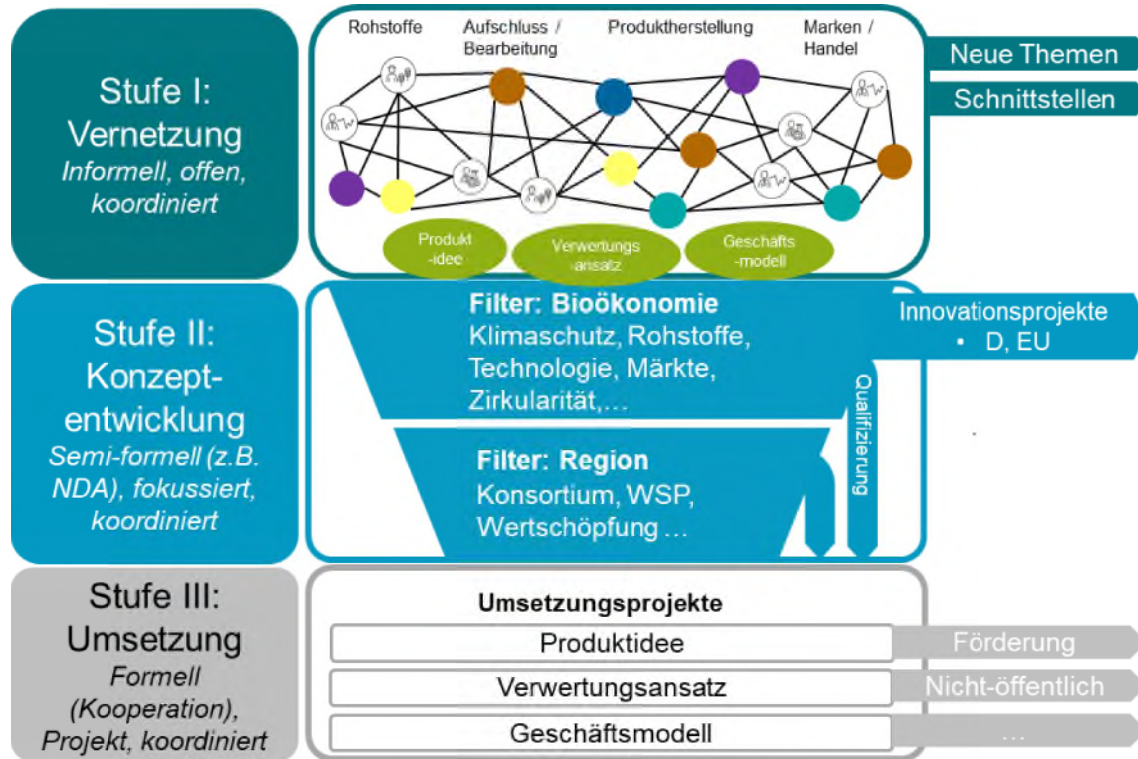 Stufe I:
Vernetzung
Informell, offen,
koordiniert
Rohstoffe
Aufschluss /
Bearbeitung
Produktherstellung
Marken /
Handel
Produkt
-idee
Verwertungs
-ansatz
Geschäfts
-modell
Neue Themen
Schnittstellen
Stufe II:
Konzept-
entwicklung
Semi-formell (z.B.
NDA), fokussiert,
koordiniert
Filter: Bioökonomie
Klimaschutz, Rohstoffe,
Technologie, Märkte,
Zirkularität,…
Filter: Region
Konsortium, WSP,
Wertschöpfung …
Qualifizierung
Innovationsprojekte
• D, EU
Stufe III:
Umsetzung
Formell
(Kooperation),
Projekt, koordiniert
Umsetzungsprojekte
Produktidee
Verwertungsansatz
Geschäftsmodell
Förderung
Nicht-öffentlich
…